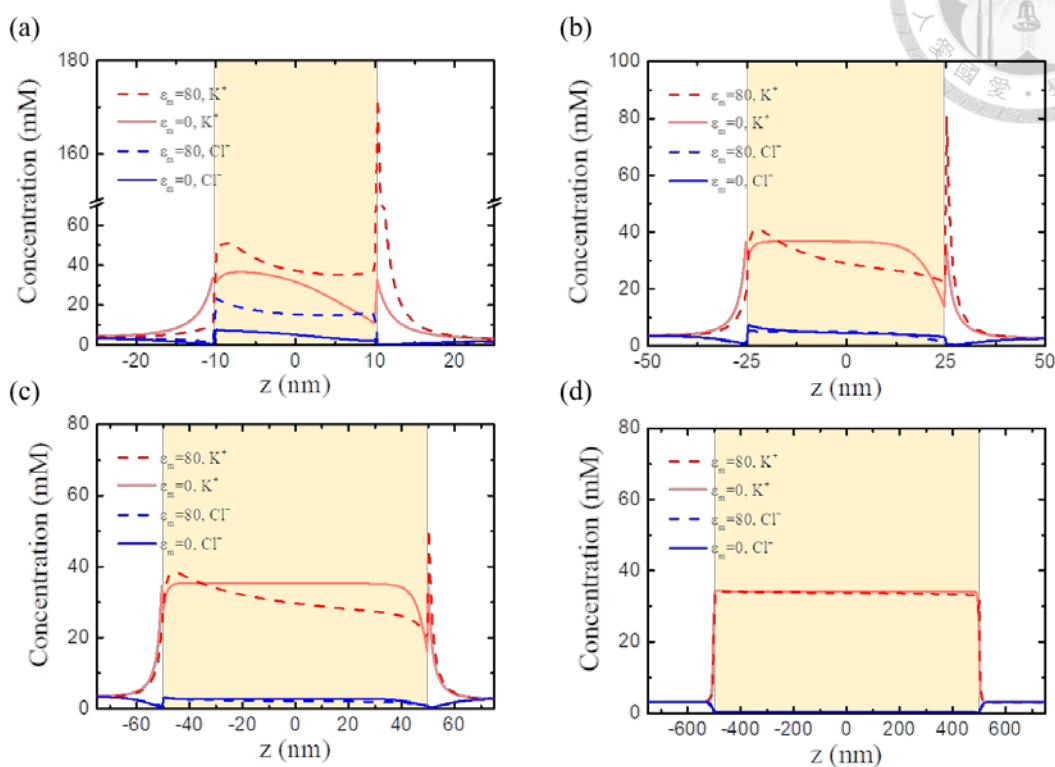 (a)
180
160
60
40
20
0
Concentration (mM)
εm=80, K+
εm=0, K+
εm=80, Cl−
εm=0, Cl−
-20 -10 0 10 20
z (nm)
(b)
100
80
60
40
20
0
Concentration (mM)
εm=80, K+
εm=0, K+
εm=80, Cl−
εm=0, Cl−
-50 -25 0 25 50
z (nm)
人愛國愛
(c)
80
60
40
20
0
Concentration (mM)
εm=80, K+
εm=0, K+
εm=80, Cl−
εm=0, Cl−
-60 -40 -20 0 20 40 60
z (nm)
(d)
80
60
40
20
0
Concentration (mM)
εm=80, K+
εm=0, K+
εm=80, Cl−
εm=0, Cl−
-600 -400 -200 0 200 400 600
z (nm)